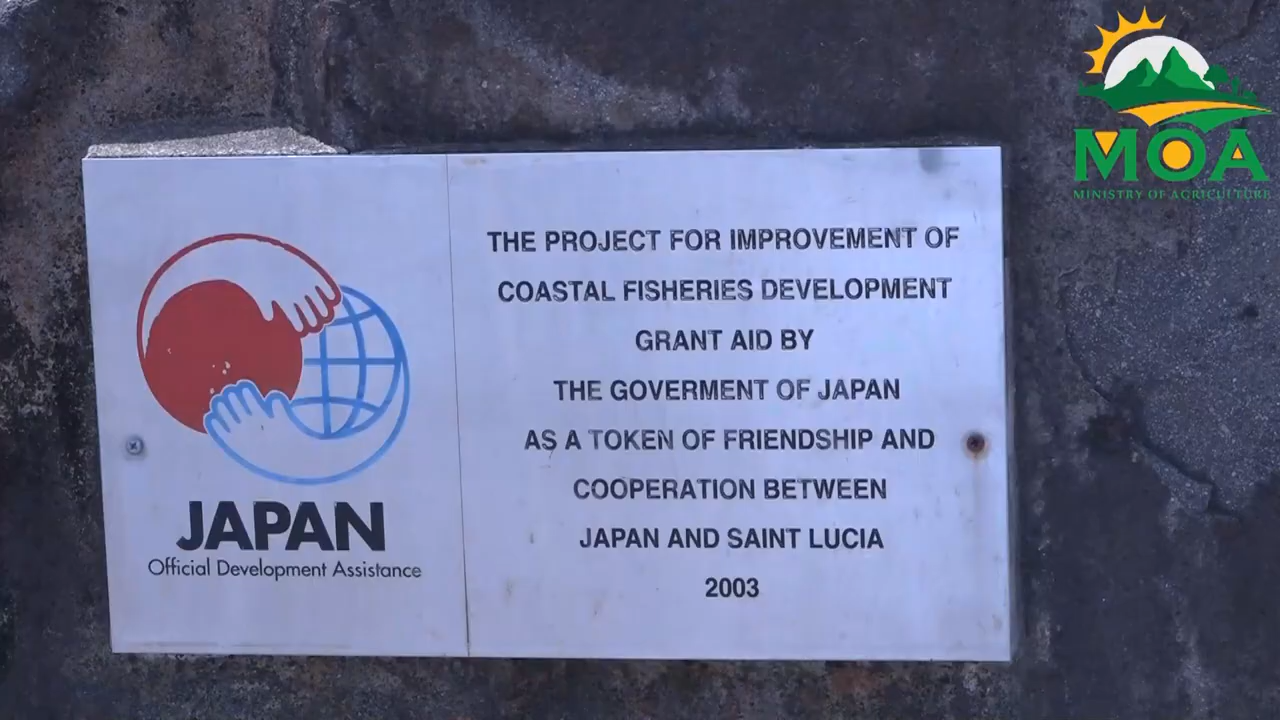 MOA
MINISTRY OF AGRICULTURE
THE PROJECT FOR IMPROVEMENT OF
COASTAL FISHERIES DEVELOPMENT
GRANT AID BY
THE GOVERMENT OF JAPAN
AS A TOKEN OF FRIENDSHIP AND
COOPERATION BETWEEN
JAPAN AND SAINT LUCIA
2003
JAPAN
Official Development Assistance